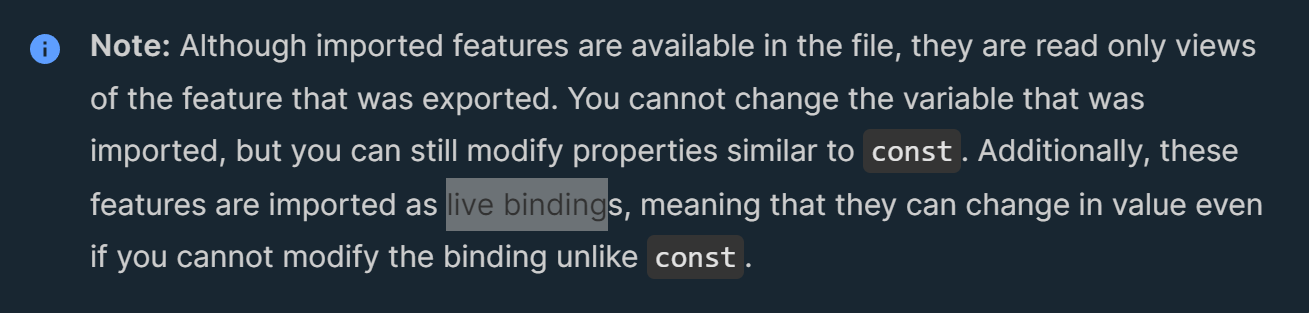 Note: Although imported features are available in the file, they are read only views
of the feature that was exported. You cannot change the variable that was
imported, but you can still modify properties similar to const. Additionally, these
features are imported as live bindings, meaning that they can change in value even
if you cannot modify the binding unlike const.